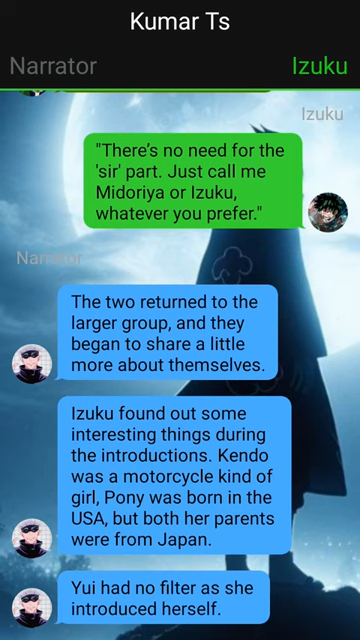 Kumar Ts
Narrator
Izuku
Izuku
"There's no need for the
'sir' part. Just call me
Midoriya or Izuku,
whatever you prefer."
Narrator
The two returned to the
larger group, and they
began to share a little
more about themselves.
Izuku found out some
interesting things during
the introductions. Kendo
was a motorcycle kind of
girl, Pony was born in the
USA, but both her parents
were from Japan.
Yui had no filter as she
introduced herself.